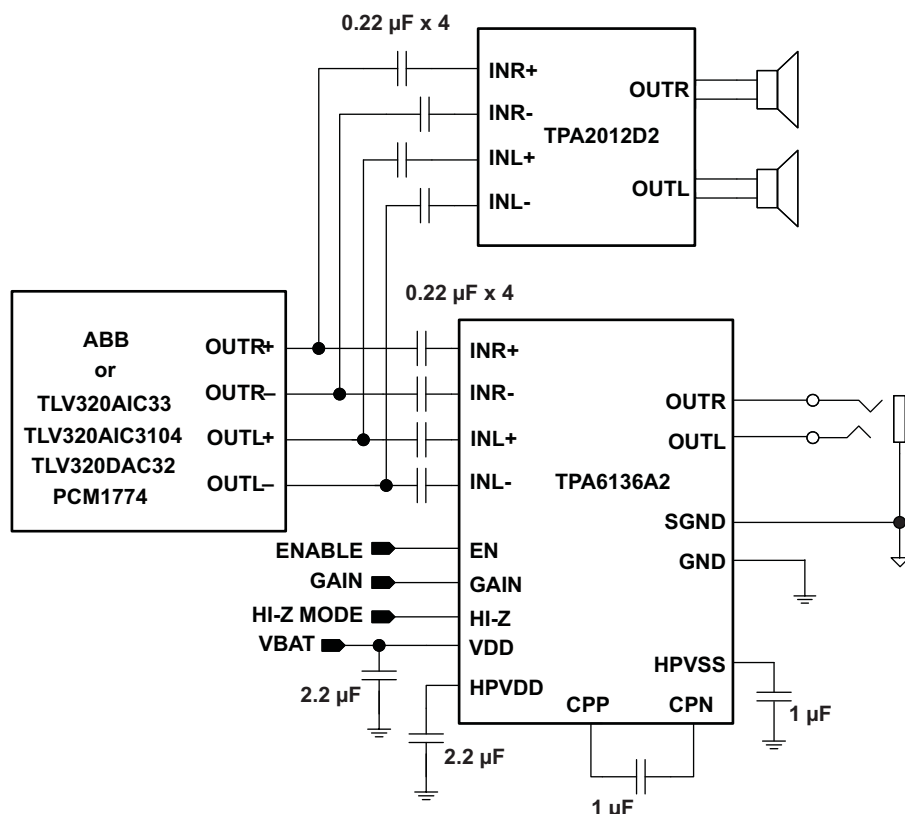 0.22 µF x 4
INR+
INR-
INL+
INL-
TPA2012D2
OUTR
OUTL
0.22 µF x 4
ABB
or
TLV320AIC33
TLV320AIC3104
TLV320DAC32
PCM1774
OUTR+
OUTR–
OUTL+
OUTL–
INR+
INR-
INL+
INL-
TPA6136A2
OUTR
OUTL
SGND
GND
ENABLE
EN
GAIN
GAIN
HI-Z MODE
HI-Z
VBAT
VDD
2.2 µF
HPVDD
2.2 µF
CPP
CPN
1 µF
HPVSS
1 µF